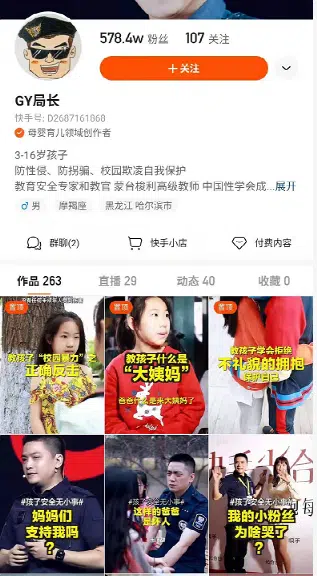 578.4w 粉丝 107 关注
+关注
GY局长
快手号: D2687161868
母婴育儿领域创作者
3-16岁孩子
防性侵、防拐骗、校园欺凌自我保护
教育安全专家和教官 蒙台梭利高级教师 中国性学会成...展开
男 摩羯座 黑龙江 哈尔滨市
群聊(2) 快手小店 付费内容
作品 263 直播 29 动态 40 收藏 0
置顶 置顶 置顶
教孩子“校园暴力”之
正确反击
教孩子什么是
“大姨妈”
爸爸什么是来大姨妈了
教孩子学会拒绝
不礼貌的拥抱
保护自己
#孩子安全无小事#
妈妈们
支持我吗
?
#孩子安全无小事#
这样的爸爸
是坏人
#孩子安全无小事#
我的小粉丝
为啥哭了
?